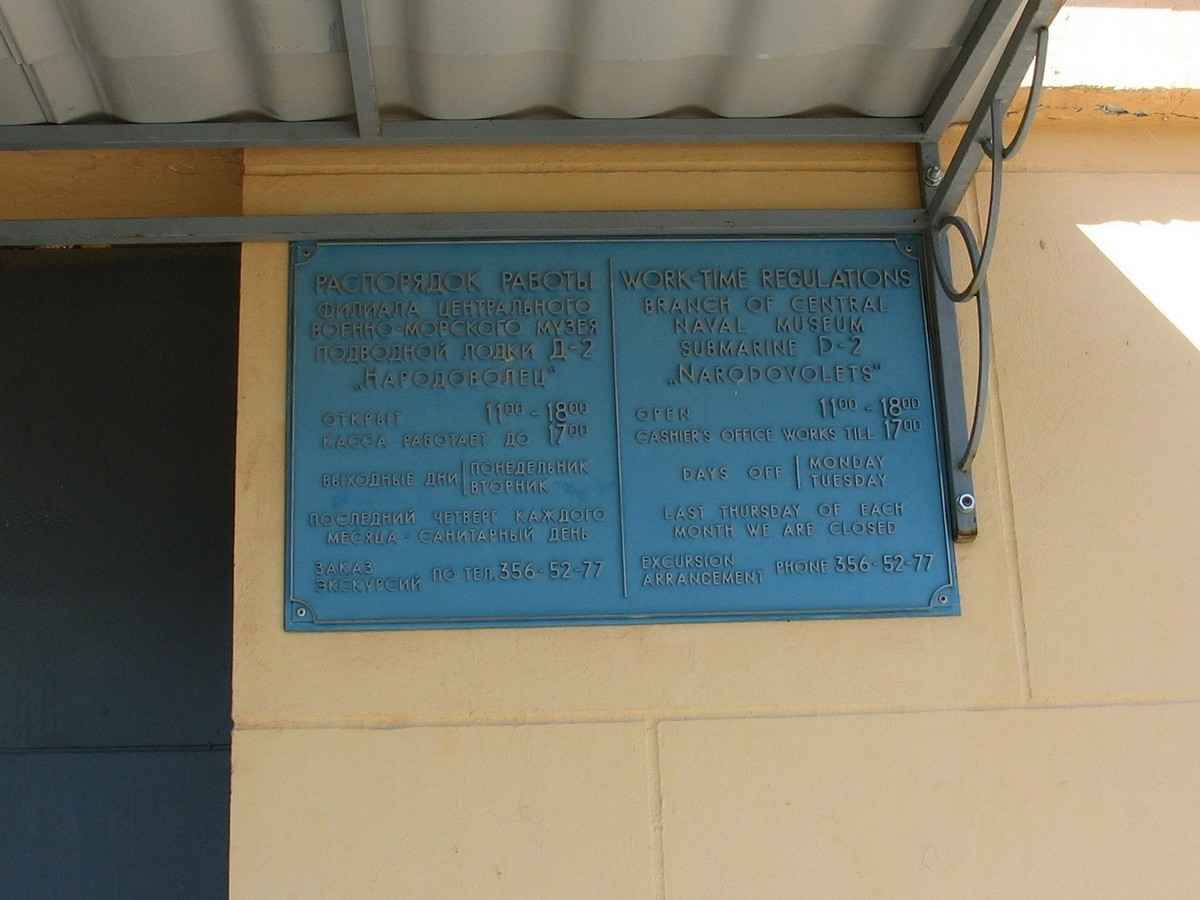 РАСПОРЯДОК РАБОТЫ
ФИЛИАЛА ЦЕНТРАЛЬНОГО
ВОЕННО-МОРСКОГО МУЗЕЯ
ПОДВОДНОЙ ЛОДКИ Д-2
„НАРОДОВОЛЕЦ"
ОТКРЫТ 11⁰⁰ - 18⁰⁰
КАССА РАБОТАЕТ ДО 17⁰⁰
ВЫХОДНЫЕ ДНИ ПОНЕДЕЛЬНИК
ВТОРНИК
ПОСЛЕДНИЙ ЧЕТВЕРГ КАЖДОГО
МЕСЯЦА - САНИТАРНЫЙ ДЕНЬ
ЗАКАЗ
ЭКСКУРСИЙ ПО ТЕЛ. 356-52-77
WORK-TIME REGULATIONS
BRANCH OF CENTRAL
NAVAL MUSEUM
SUBMARINE D-2
„NARODOVOLETS"
OPEN 11⁰⁰ - 18⁰⁰
CASHIER'S OFFICE WORKS TILL 17⁰⁰
DAYS OFF MONDAY
TUESDAY
LAST THURSDAY OF EACH
MONTH WE ARE CLOSED
EXCURSION
ARRANCEMENT PHONE 356-52-77